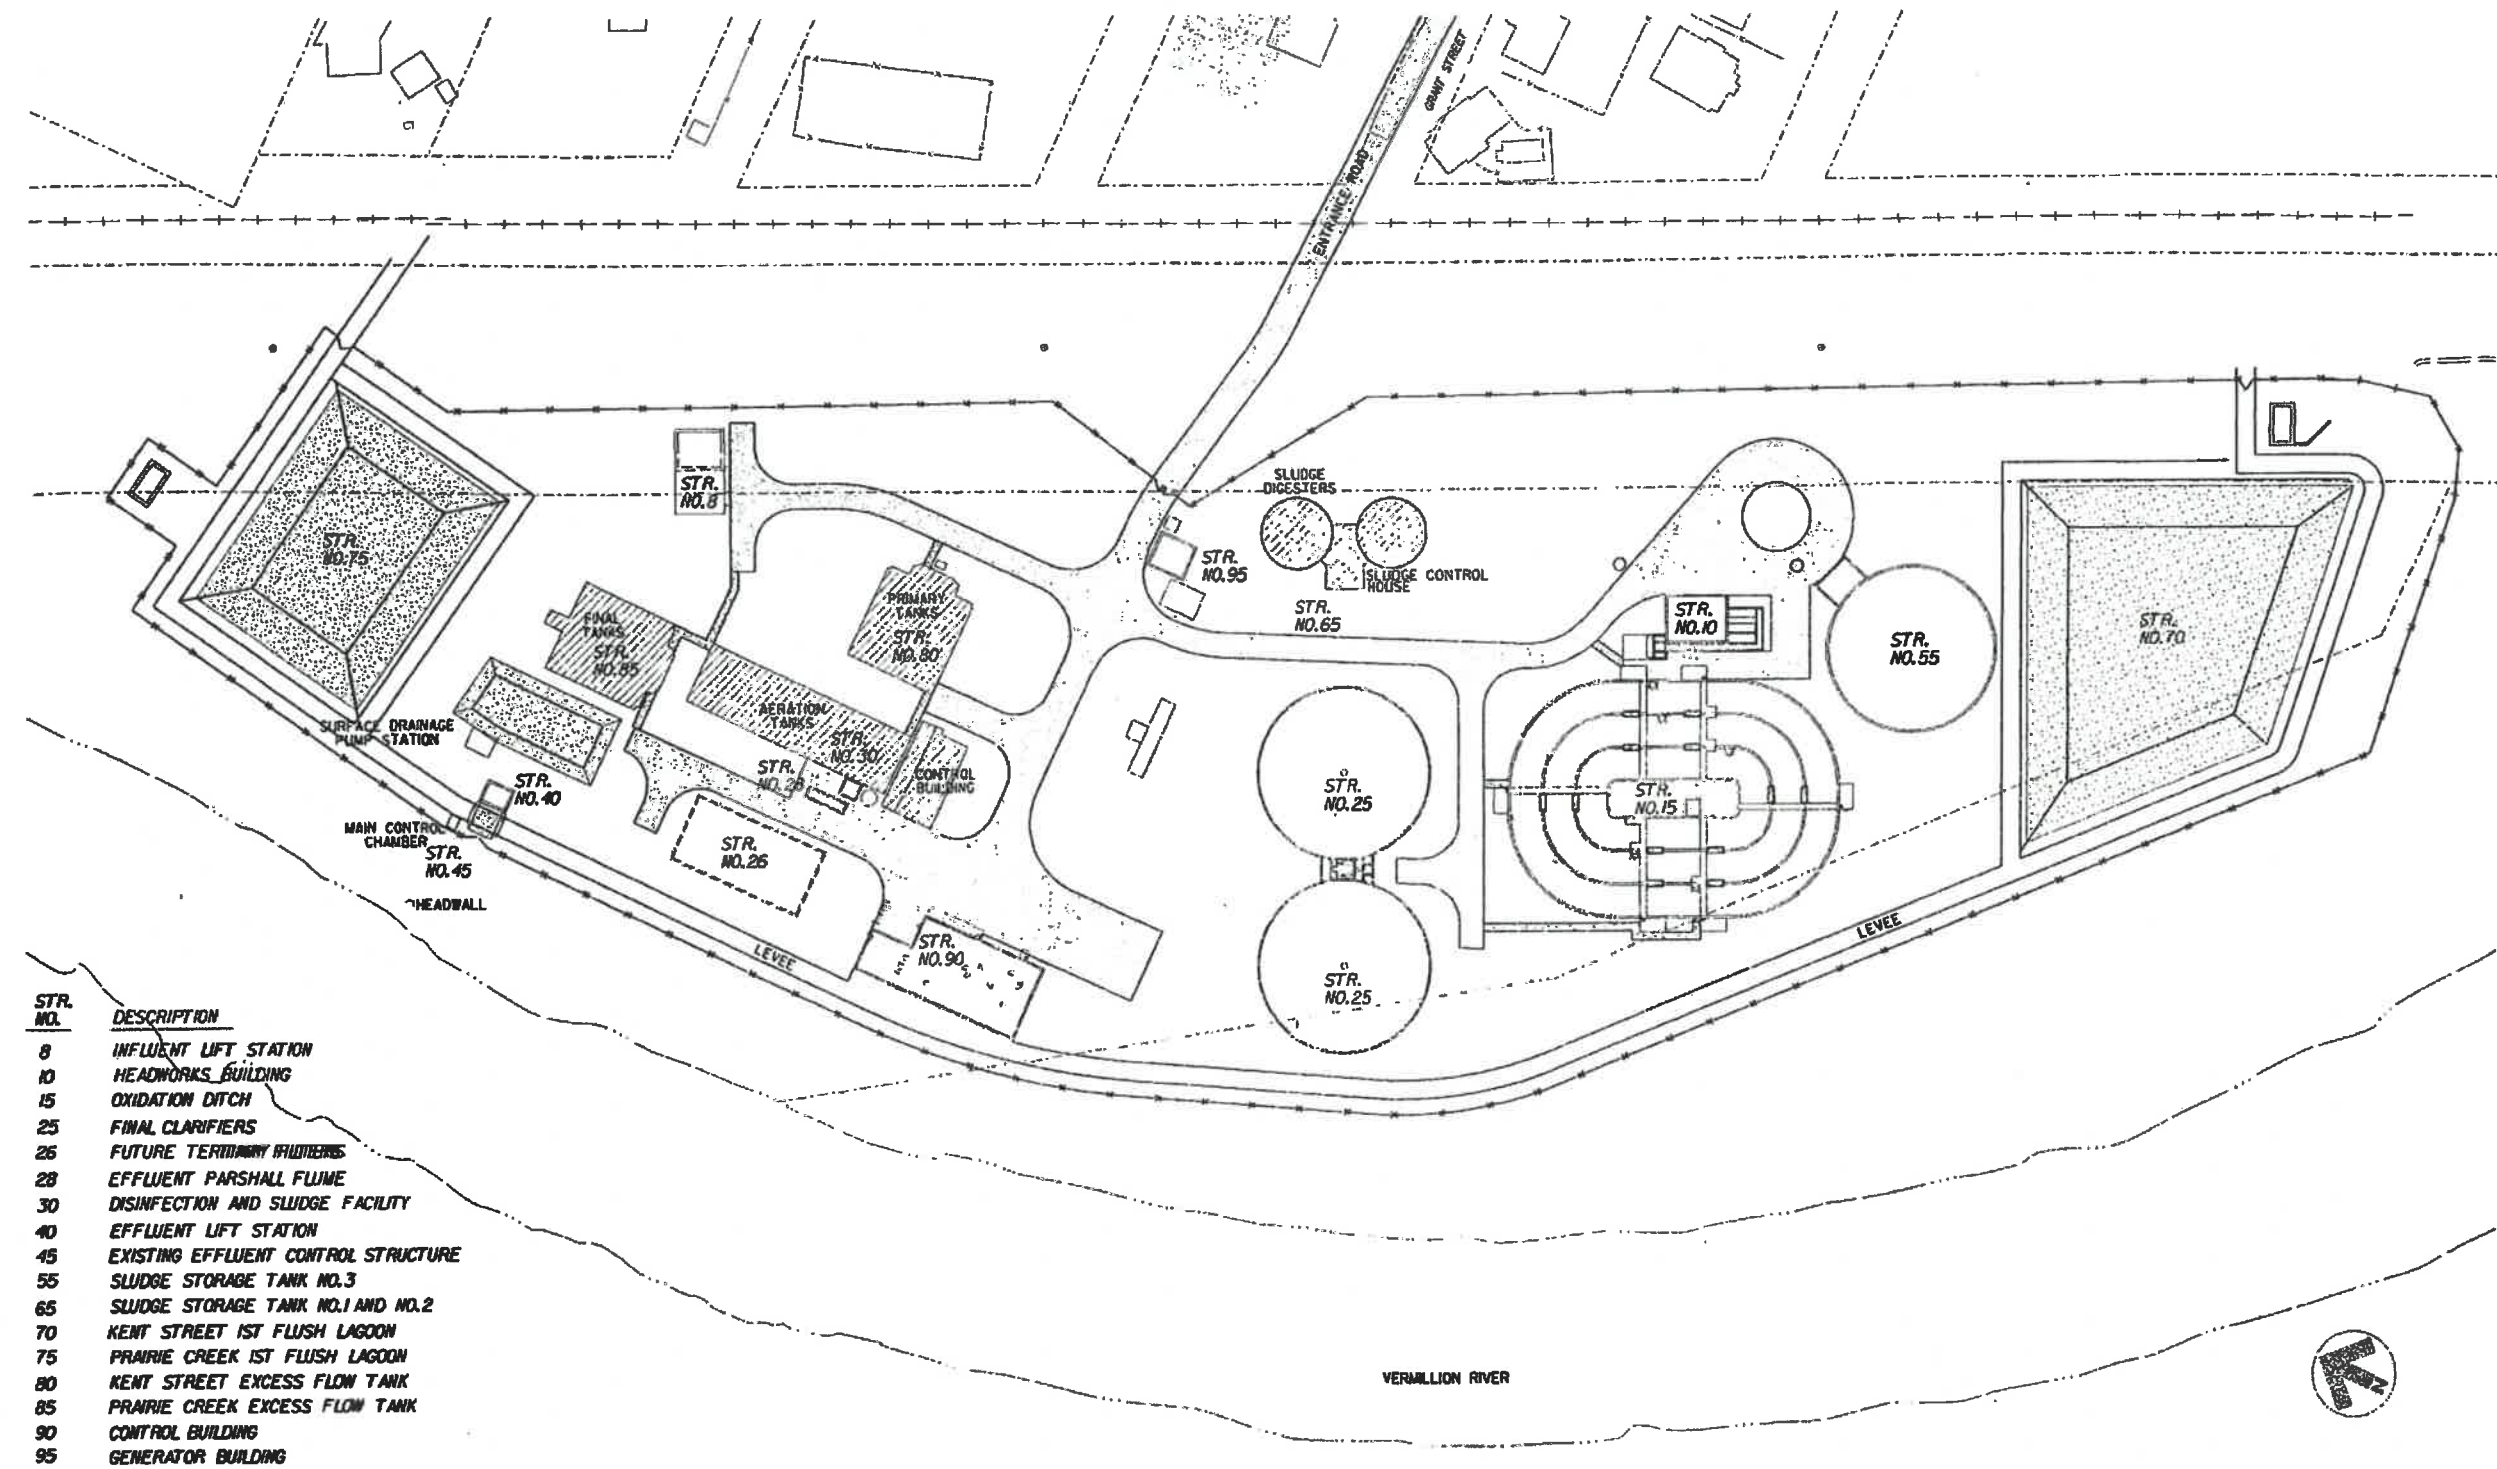 GRANT STREET
ENTRANCE ROAD
SLUDGE
DIGESTERS
STR.
NO.8
STR.
NO.75
STR.
NO.95
SLUDGE CONTROL
HOUSE
STR.
NO.65
STR.
NO.10
STR.
NO.55
STR.
NO.70
PRIMARY
TANKS
STR.
NO.80
FINAL
TANKS
STR.
NO.85
AERATION
TANKS
STR.
NO.30
SURFACE DRAINAGE
PUMP STATION
STR.
NO.28
CONTROL
BUILDING
STR.
NO.40
STR.
NO.25
STR.
NO.15
MAIN CONTROL
CHAMBER
STR.
NO.45
STR.
NO.26
HEADWALL
LEVEE
STR.
NO.90
STR.
NO.25
LEVEE
STR.
NO. DESCRIPTION
8 INFLUENT LIFT STATION
10 HEADWORKS BUILDING
15 OXIDATION DITCH
25 FINAL CLARIFIERS
26 FUTURE TERTIARY FILTERS
28 EFFLUENT PARSHALL FLUME
30 DISINFECTION AND SLUDGE FACILITY
40 EFFLUENT LIFT STATION
45 EXISTING EFFLUENT CONTROL STRUCTURE
55 SLUDGE STORAGE TANK NO.3
65 SLUDGE STORAGE TANK NO.1 AND NO.2
70 KENT STREET 1ST FLUSH LAGOON
75 PRAIRIE CREEK 1ST FLUSH LAGOON
80 KENT STREET EXCESS FLOW TANK
85 PRAIRIE CREEK EXCESS FLOW TANK
90 CONTROL BUILDING
95 GENERATOR BUILDING
VERMILLION RIVER
N